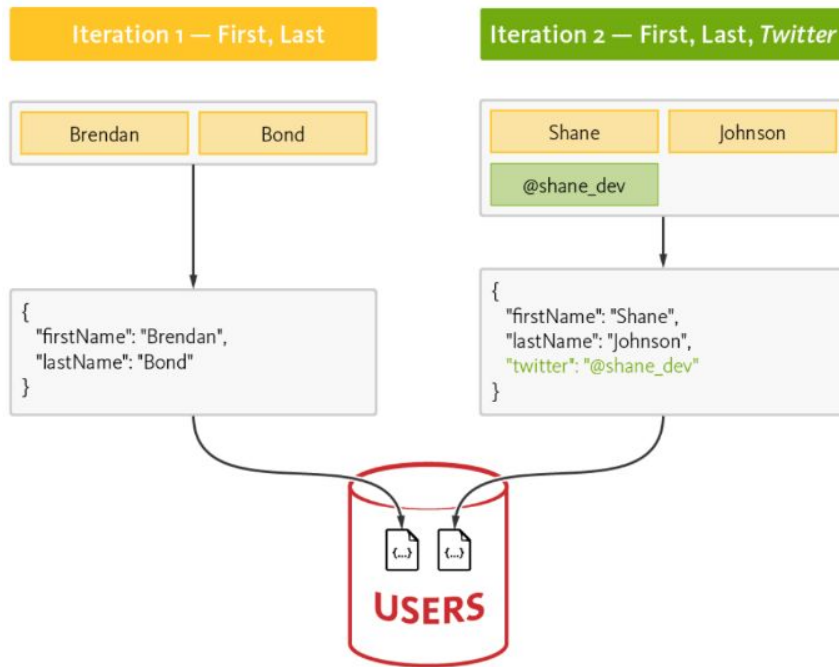 Iteration 1 — First, Last
Brendan
Bond
{
"firstName": "Brendan",
"lastName": "Bond"
}
Iteration 2 — First, Last, Twitter
Shane
Johnson
@shane_dev
{
"firstName": "Shane",
"lastName": "Johnson",
"twitter": "@shane_dev"
}
{...}
{...}
USERS